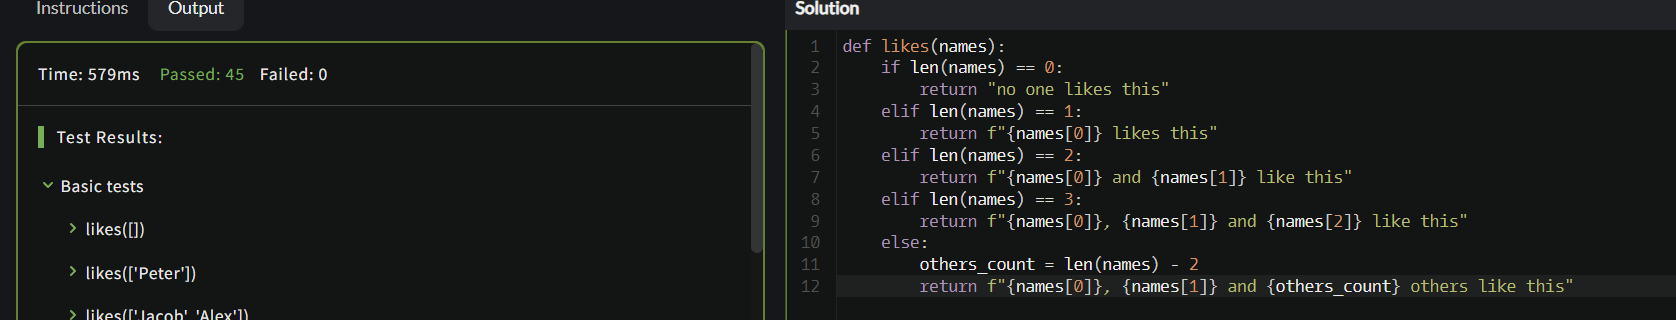 Instructions
Output
Time: 579ms Passed: 45 Failed: 0
Test Results:
Basic tests
likes([])
likes(['Peter'])
likes(['Jacob', 'Alex'])
Solution
1 def likes(names):
2     if len(names) == 0:
3         return "no one likes this"
4     elif len(names) == 1:
5         return f"{names[0]} likes this"
6     elif len(names) == 2:
7         return f"{names[0]} and {names[1]} like this"
8     elif len(names) == 3:
9         return f"{names[0]}, {names[1]} and {names[2]} like this"
10     else:
11         others_count = len(names) - 2
12         return f"{names[0]}, {names[1]} and {others_count} others like this"